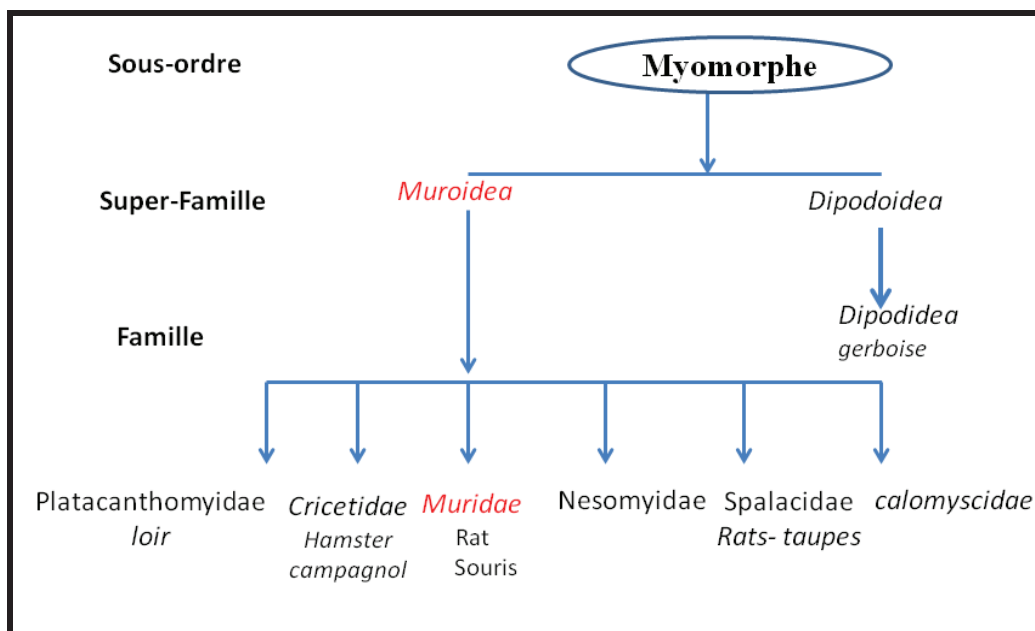 Sous-ordre
Myomorphe
Super-Famille
Muroidea
Dipodoidea
Famille
Dipodidea
gerboise
Platacanthomyidae
loir
Cricetidae
Hamster
campagnol
Muridae
Rat
Souris
Nesomyidae
Spalacidae
Rats- taupes
calomyscidae